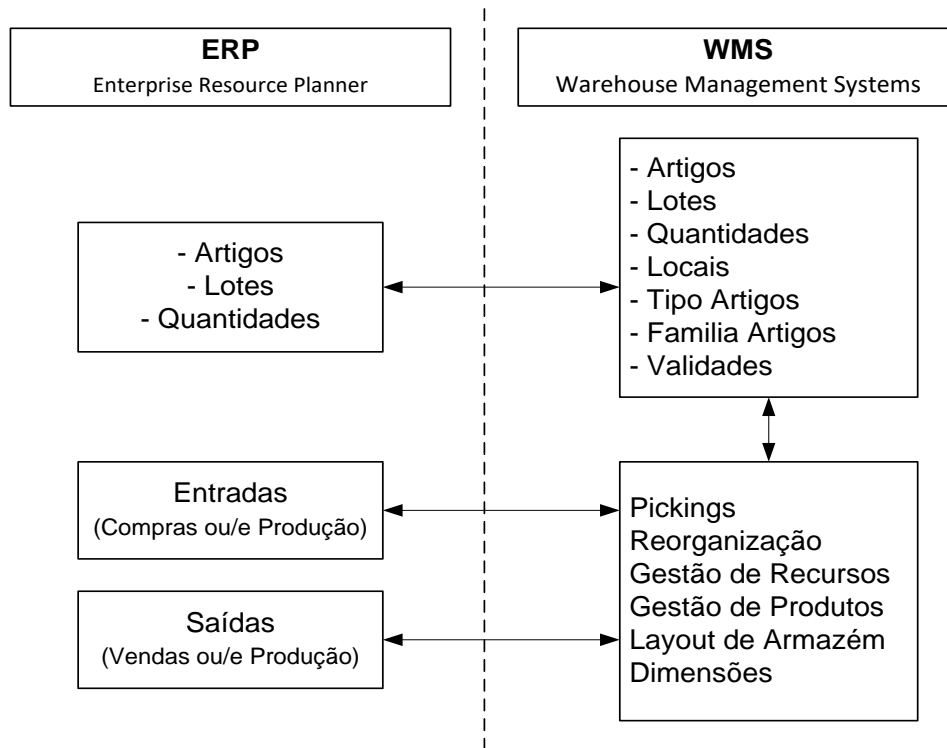 ERP
Enterprise Resource Planner
WMS
Warehouse Management Systems
- Artigos
- Lotes
- Quantidades
- Artigos
- Lotes
- Quantidades
- Locais
- Tipo Artigos
- Familia Artigos
- Validades
Entradas
(Compras ou/e Produção)
Saídas
(Vendas ou/e Produção)
Pickings
Reorganização
Gestão de Recursos
Gestão de Produtos
Layout de Armazém
Dimensões